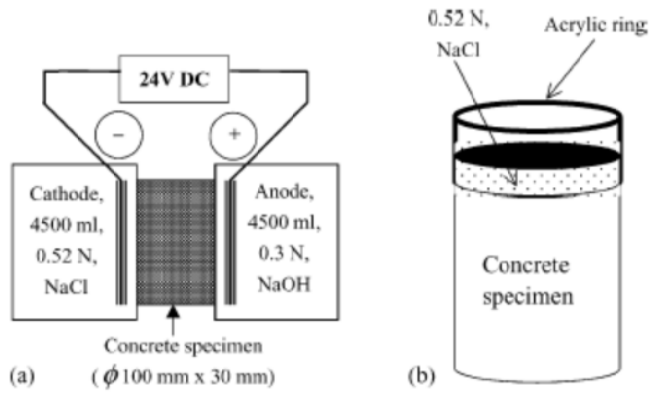 24V DC
−
+
Cathode,
4500 ml,
0.52 N,
NaCl
Anode,
4500 ml,
0.3 N,
NaOH
Concrete specimen
(ϕ100 mm x 30 mm)
(a)
0.52 N,
NaCl
Acrylic ring
Concrete
specimen
(b)